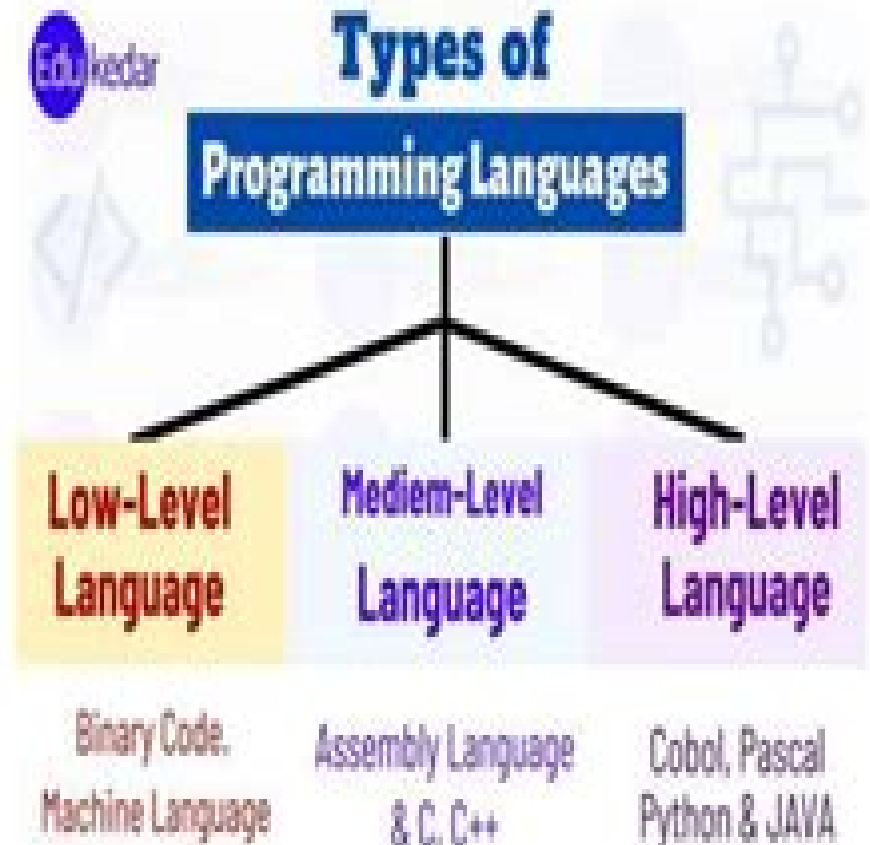 Edukedar
Types of
Programming Languages
Low-Level
Language
Mediem-Level
Language
High-Level
Language
Binary Code,
Machine Language
Assembly Language
& C, C++
Cobol, Pascal
Python & JAVA